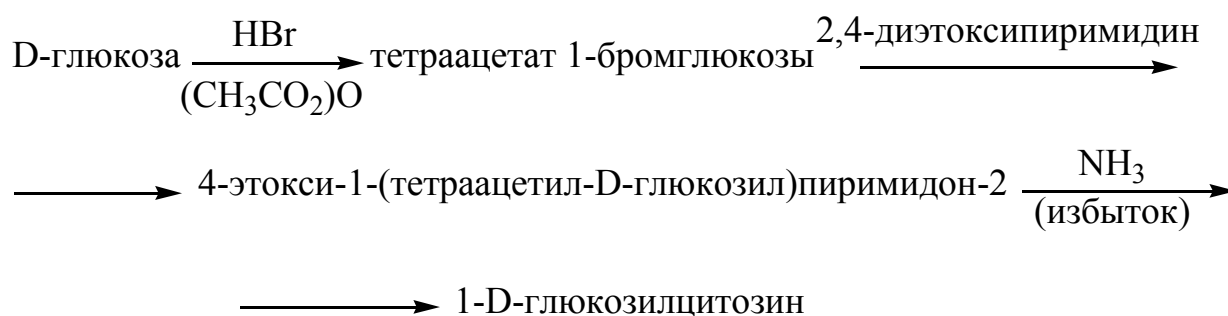 D-глюкоза HBr (CH3CO2)O тетраацетат 1-бромглюкозы 2,4-диэтоксипиримидин
4-этокси-1-(тетраацетил-D-глюкозил)пиримидон-2 NH3 (избыток)
1-D-глюкозилцитозин